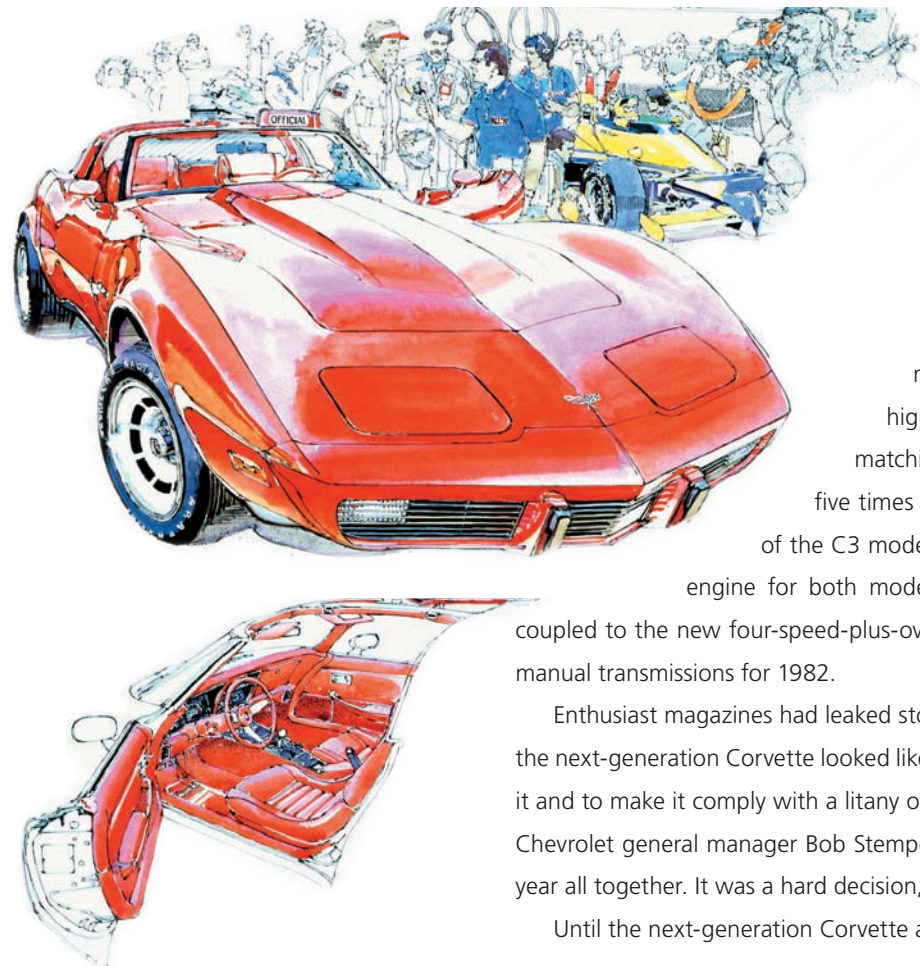 OFFICIAL
hig
matchi
five times
of the C3 mode
engine for both mode
coupled to the new four-speed-plus-ov
manual transmissions for 1982.
Enthusiast magazines had leaked sto
the next-generation Corvette looked like
it and to make it comply with a litany o
Chevrolet general manager Bob Stempe
year all together. It was a hard decision,
Until the next-generation Corvette a